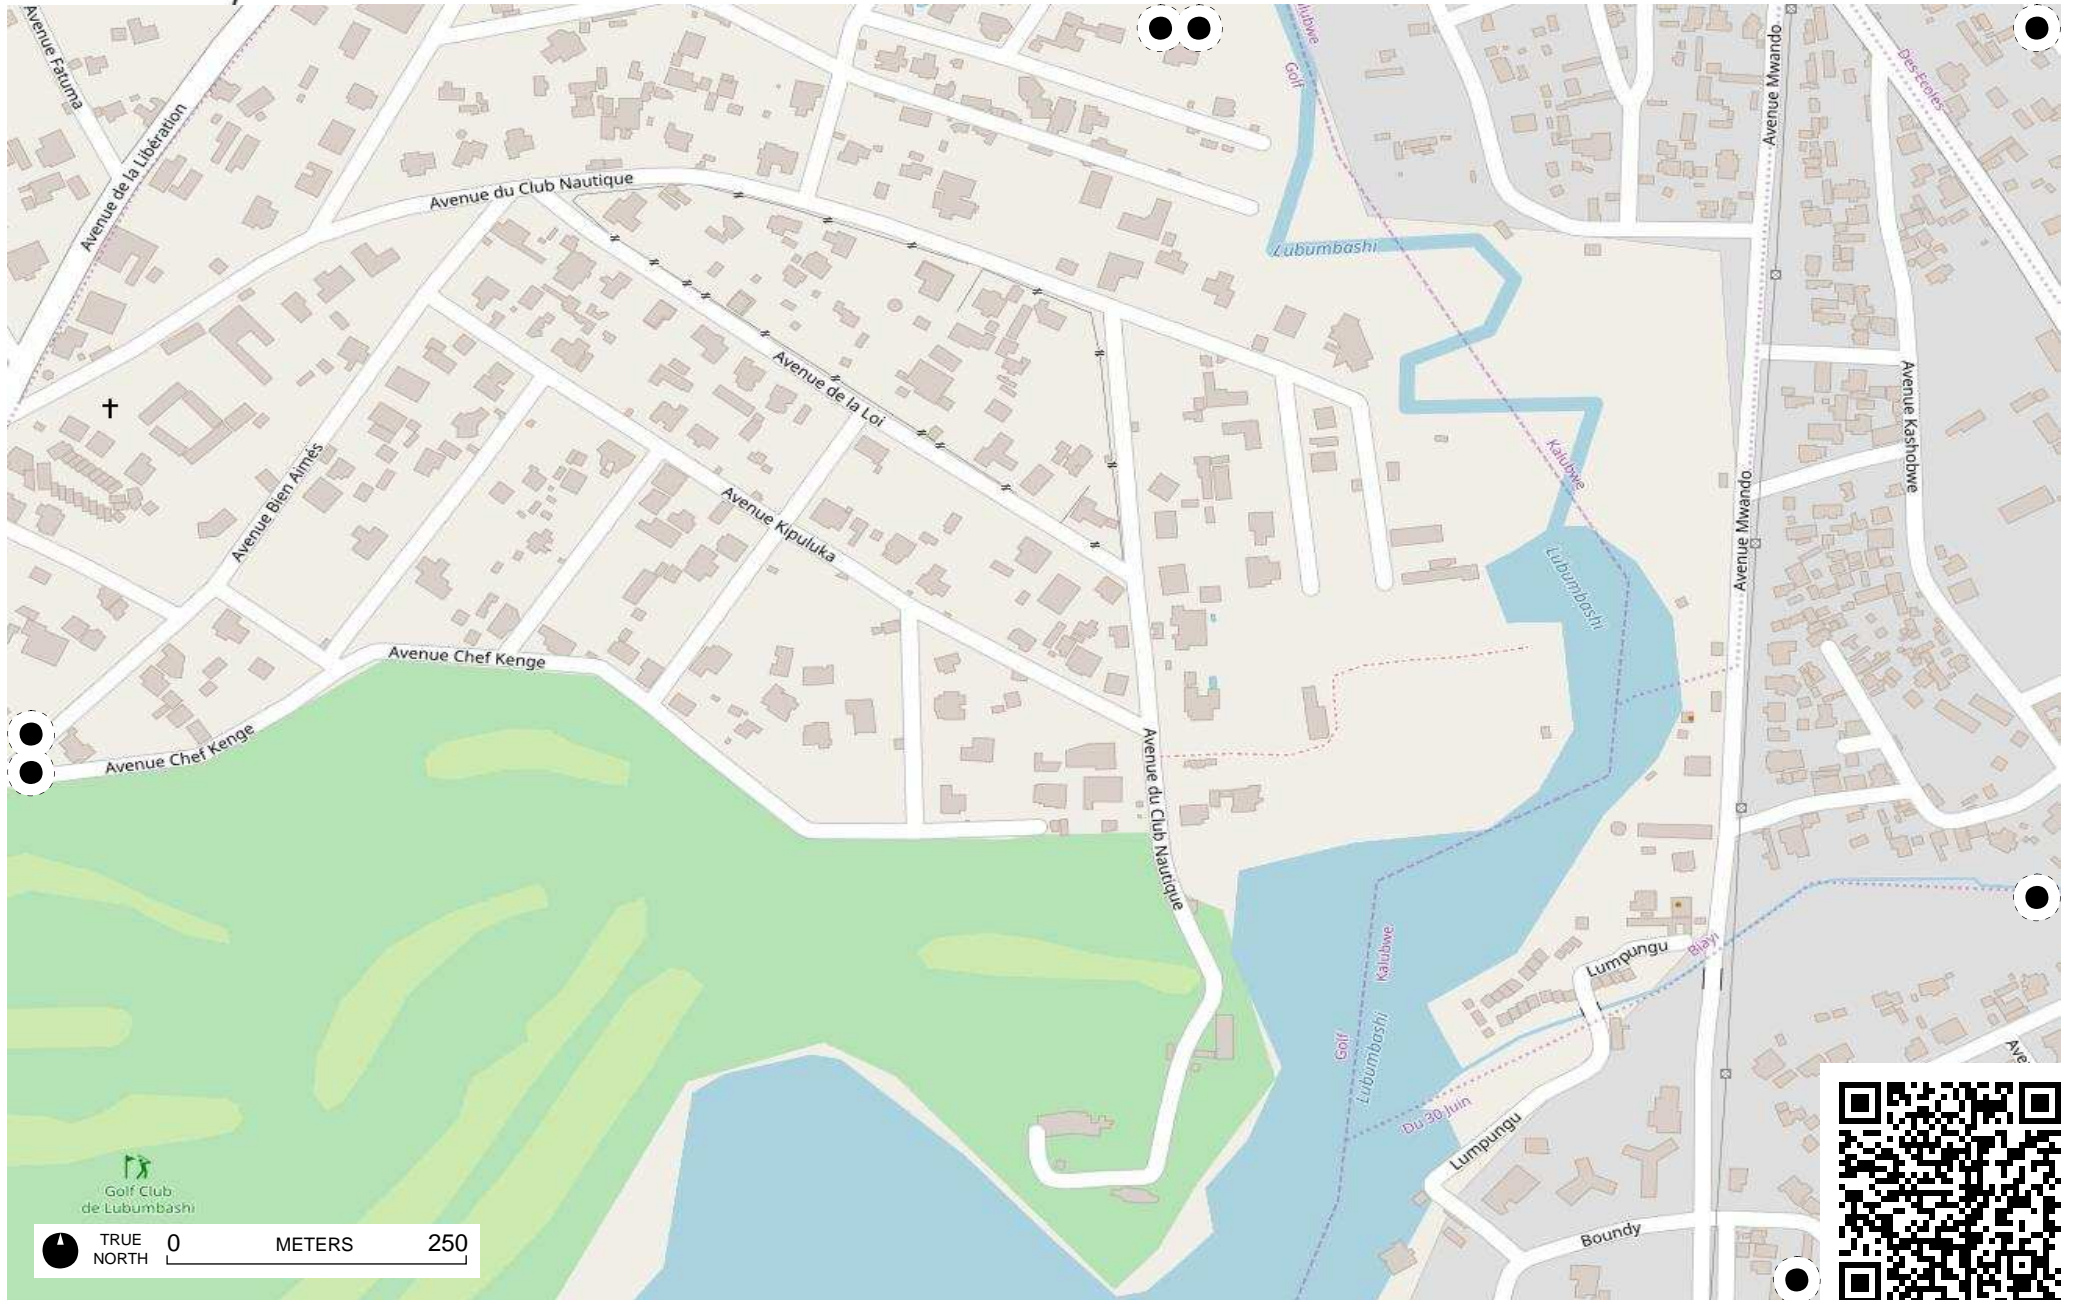 Avenue Fatuma
Avenue de la Libération
Avenue du Club Nautique
Golf
Lubumbashi
Avenue Mwando
Des Ecoles
Avenue de la Loi
Avenue Bien Aimés
Avenue Kipuluka
Kalubwe
Lubumbashi
Avenue Mwando
Avenue Kashobwe
Avenue Chef Kenge
Avenue Chef Kenge
Avenue du Club Nautique
Kalubwe
Golf
Lubumbashi
Lumpungu
Biayi
Du 30 Juin
Lumpungu
Boundy
Golf Club
de Lubumbashi
TRUE
NORTH
0 METERS 250